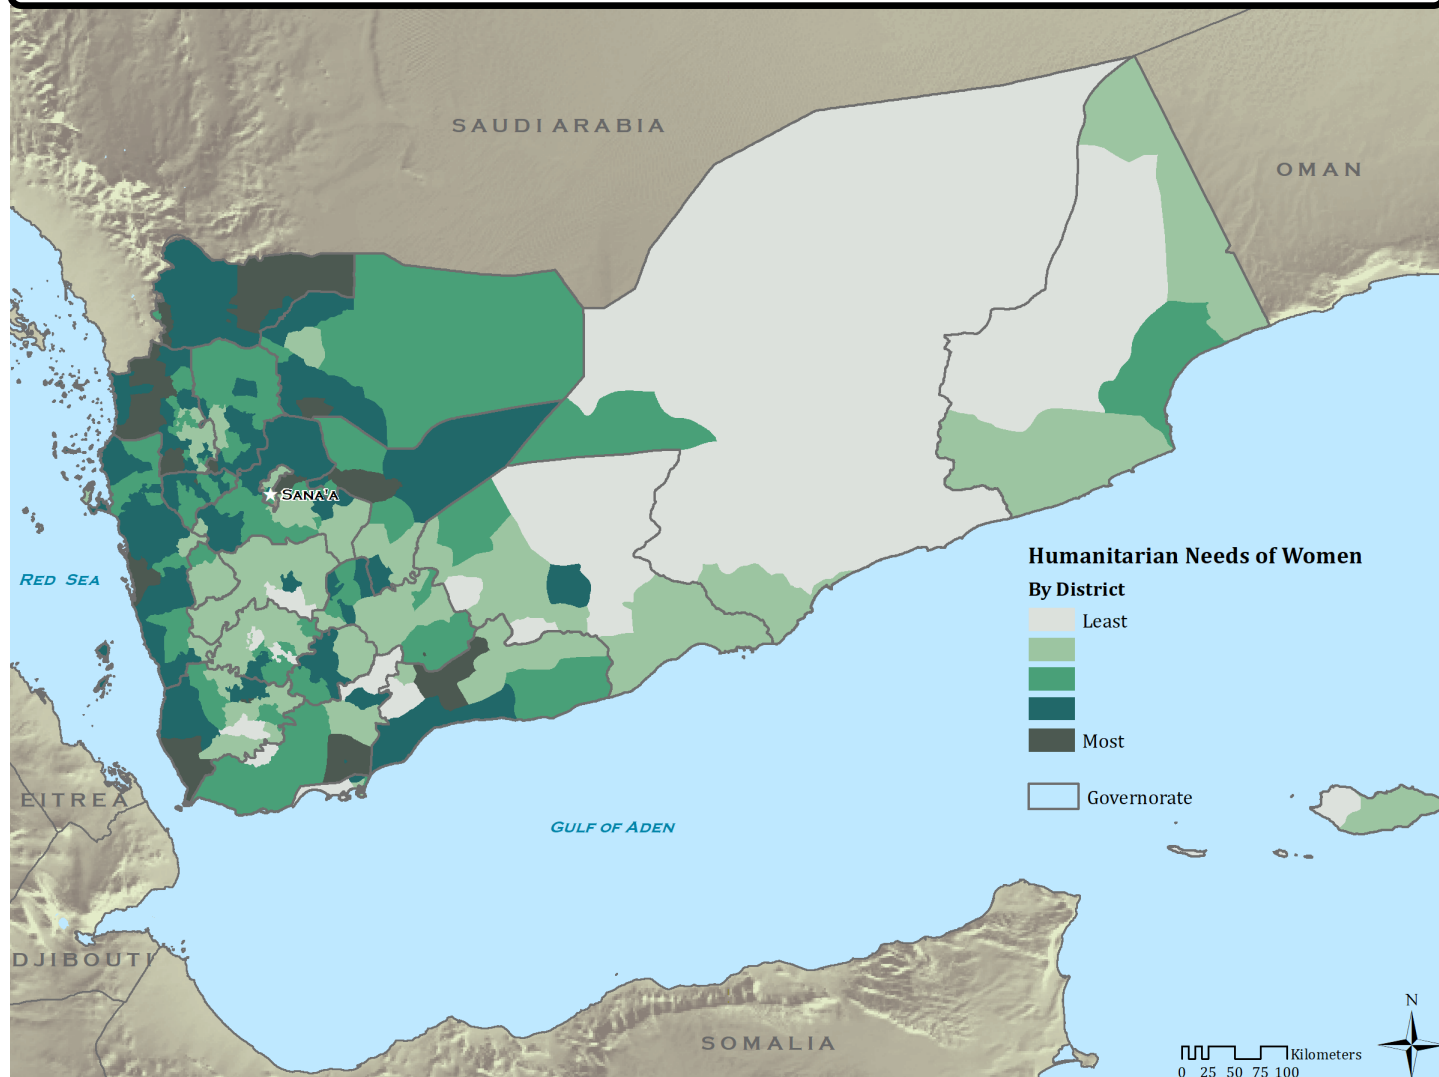 SAUDI ARABIA
OMAN
SANA'A
RED SEA
Humanitarian Needs of Women
By District
Least
Most
Governorate
EITREA
GULF OF ADEN
DJIBOUTI
SOMALIA
N
Kilometers
0 25 50 75 100